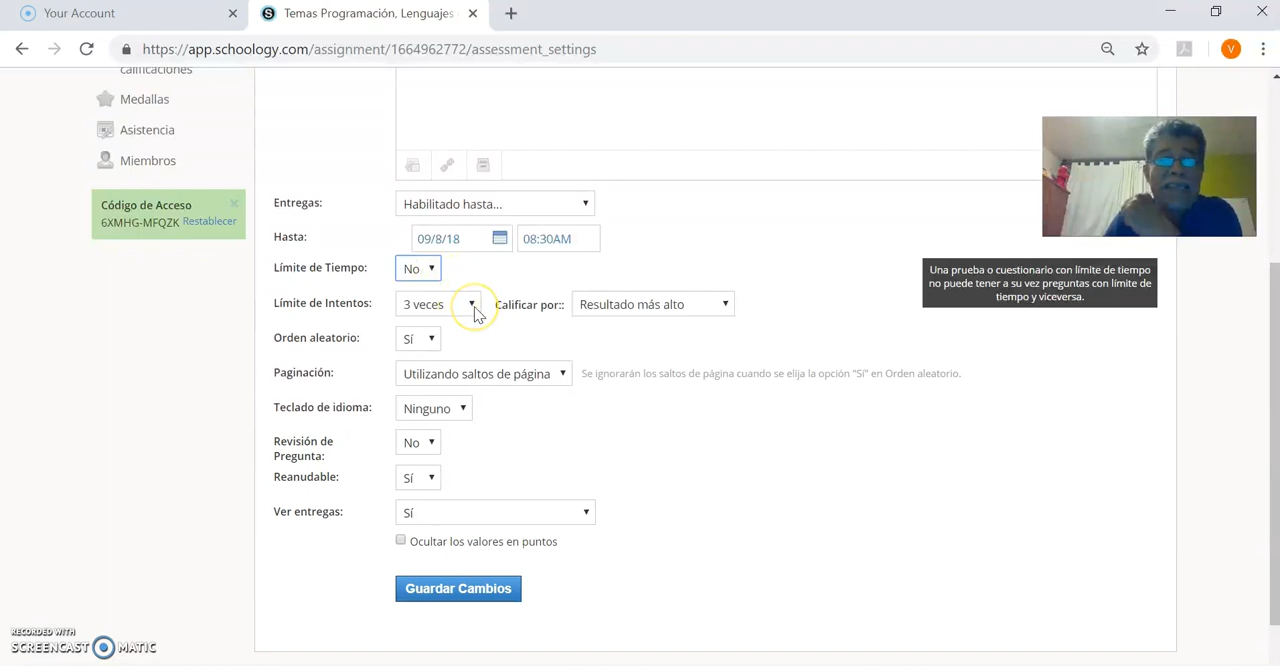 Your Account
Temas Programación, Lenguajes
https://app.schoology.com/assignment/1664962772/assessment_settings
V
calificaciones
Medallas
Asistencia
Miembros
Código de Acceso
6XMHG-MFQZK Restablecer
Entregas: Habilitado hasta...
Hasta: 09/8/18 08:30AM
Límite de Tiempo: No
Límite de Intentos: 3 veces Calificar por:: Resultado más alto
Orden aleatorio: Sí
Paginación: Utilizando saltos de página Se ignorarán los saltos de página cuando se elija la opción "Sí" en Orden aleatorio.
Teclado de idioma: Ninguno
Revisión de
Pregunta: No
Reanudable: Sí
Ver entregas: Sí
Ocultar los valores en puntos
Guardar Cambios
Una prueba o cuestionario con límite de tiempo
no puede tener a su vez preguntas con límite de
tiempo y viceversa.
RECORDED WITH
SCREENCAST MATIC